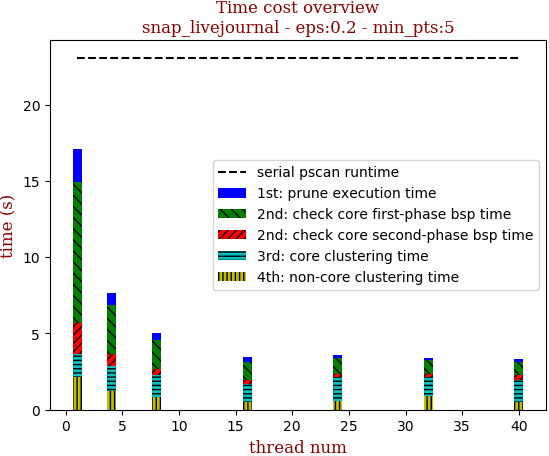 Time cost overview
snap_livejournal - eps:0.2 - min_pts:5
time (s)
20
15
10
5
0
serial pscan runtime
1st: prune execution time
2nd: check core first-phase bsp time
2nd: check core second-phase bsp time
3rd: core clustering time
4th: non-core clustering time
0 5 10 15 20 25 30 35 40
thread num